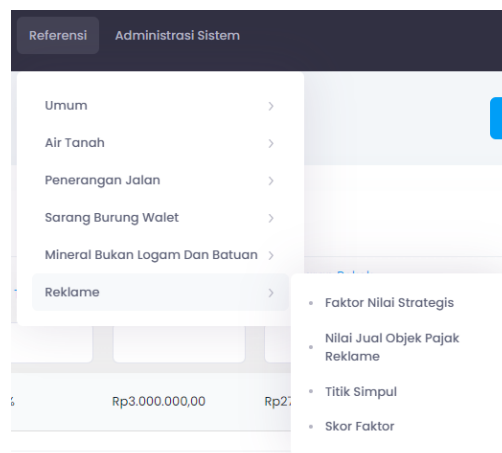 Referensi Administrasi Sistem
Umum
Air Tanah
Penerangan Jalan
Sarang Burung Walet
Mineral Bukan Logam Dan Batuan
Reklame
Faktor Nilai Strategis
Nilai Jual Objek Pajak
Reklame
Titik Simpul
Skor Faktor
Rp3.000.000,00